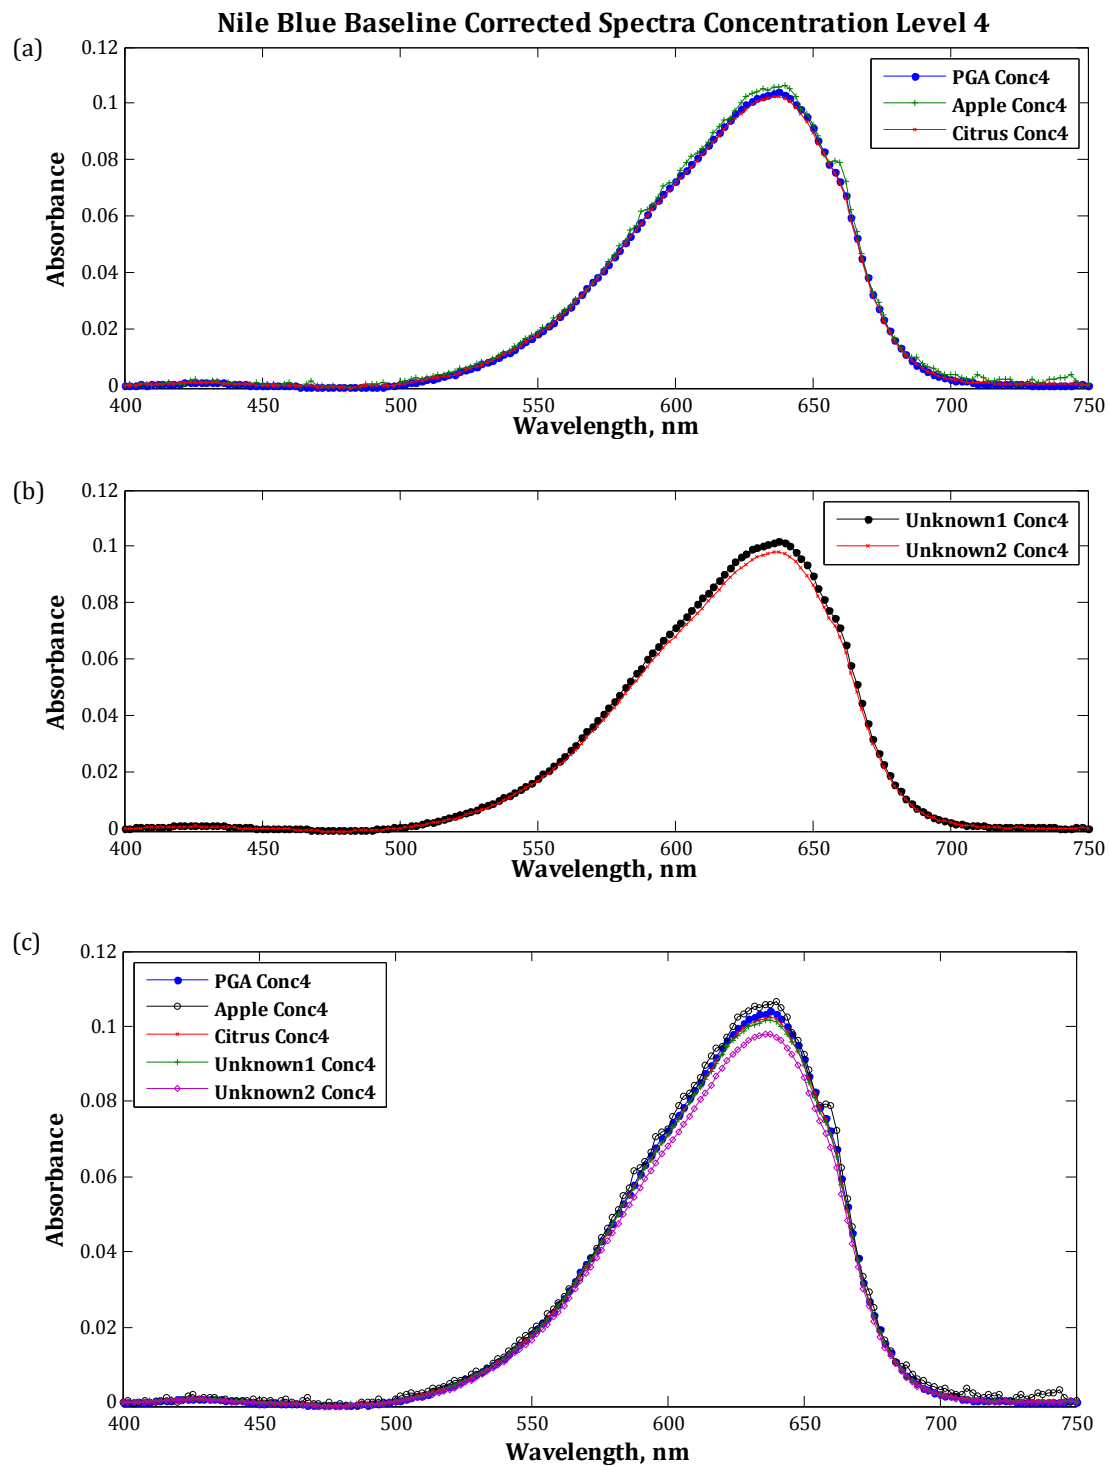 Nile Blue Baseline Corrected Spectra Concentration Level 4
(a)
0.12
0.1
0.08
0.06
0.04
0.02
0
Absorbance
PGA Conc4
Apple Conc4
Citrus Conc4
400 450 500 550 600 650 700 750
Wavelength, nm
(b)
0.12
0.1
0.08
0.06
0.04
0.02
0
Absorbance
Unknown1 Conc4
Unknown2 Conc4
400 450 500 550 600 650 700 750
Wavelength, nm
(c)
0.12
0.1
0.08
0.06
0.04
0.02
0
Absorbance
PGA Conc4
Apple Conc4
Citrus Conc4
Unknown1 Conc4
Unknown2 Conc4
400 450 500 550 600 650 700 750
Wavelength, nm